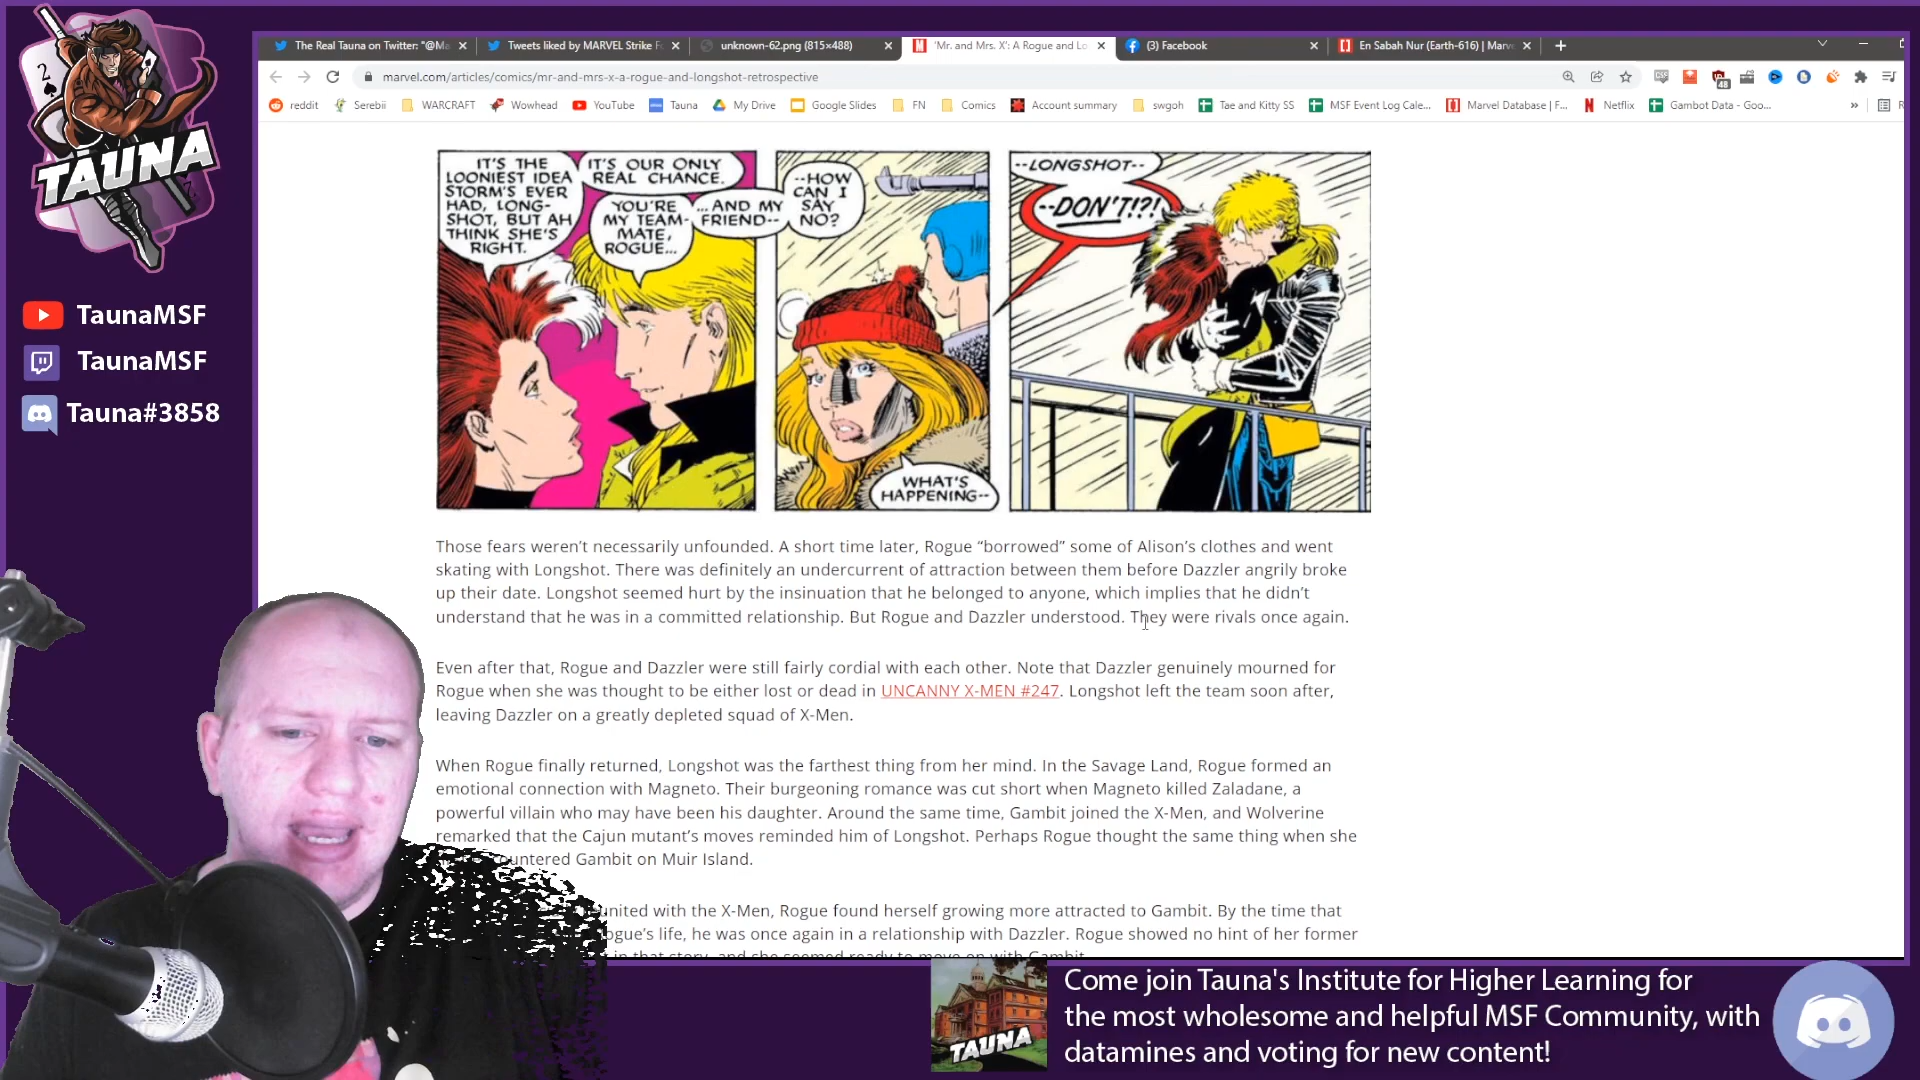 The Real Tauna on Twitter: "@Ma
Tweets liked by MARVEL Strike F
unknown-62.png (815×488)
'Mr. and Mrs. X': A Rogue and Lo
(3) Facebook
En Sabah Nur (Earth-616) | Marv
marvel.com/articles/comics/mr-and-mrs-x-a-rogue-and-longshot-retrospective
reddit
Serebii
WARCRAFT
Wowhead
YouTube
Tauna
My Drive
Google Slides
FN
Comics
Account summary
swgoh
Tae and Kitty SS
MSF Event Log Cale...
Marvel Database | F...
Netflix
Gambot Data - Goo...
2
TAUNA
TaunaMSF
TaunaMSF
Tauna#3858
IT'S THE
LOONIEST IDEA
STORM'S EVER
HAD, LONG-
SHOT, BUT AH
THINK SHE'S
RIGHT.
IT'S OUR ONLY
REAL CHANCE.
YOU'RE
MY TEAM-
MATE,
ROGUE...
...AND MY
FRIEND--
--HOW
CAN I
SAY
NO?
WHAT'S
HAPPENING--
--LONGSHOT--
--DON'T!?!
Those fears weren't necessarily unfounded. A short time later, Rogue “borrowed” some of Alison's clothes and went
skating with Longshot. There was definitely an undercurrent of attraction between them before Dazzler angrily broke
up their date. Longshot seemed hurt by the insinuation that he belonged to anyone, which implies that he didn't
understand that he was in a committed relationship. But Rogue and Dazzler understood. They were rivals once again.
Even after that, Rogue and Dazzler were still fairly cordial with each other. Note that Dazzler genuinely mourned for
Rogue when she was thought to be either lost or dead in UNCANNY X-MEN #247. Longshot left the team soon after,
leaving Dazzler on a greatly depleted squad of X-Men.
When Rogue finally returned, Longshot was the farthest thing from her mind. In the Savage Land, Rogue formed an
emotional connection with Magneto. Their burgeoning romance was cut short when Magneto killed Zaladane, a
powerful villain who may have been his daughter. Around the same time, Gambit joined the X-Men, and Wolverine
remarked that the Cajun mutant's moves reminded him of Longshot. Perhaps Rogue thought the same thing when she
countered Gambit on Muir Island.
united with the X-Men, Rogue found herself growing more attracted to Gambit. By the time that
ogue's life, he was once again in a relationship with Dazzler. Rogue showed no hint of her former
in that story, and she seemed ready to move on with Gambit.
TAUNA
Come join Tauna's Institute for Higher Learning for
the most wholesome and helpful MSF Community, with
datamines and voting for new content!